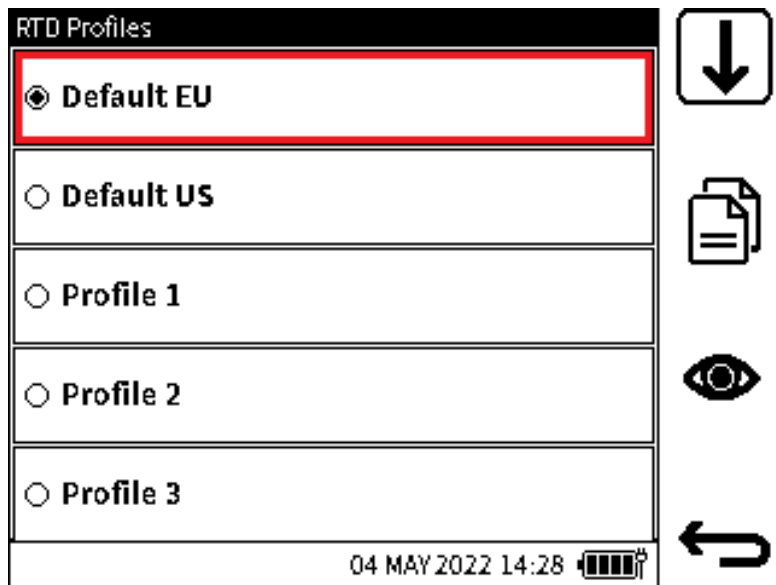 RTD Profiles
Default EU
Default US
Profile 1
Profile 2
Profile 3
04 MAY 2022 14:28